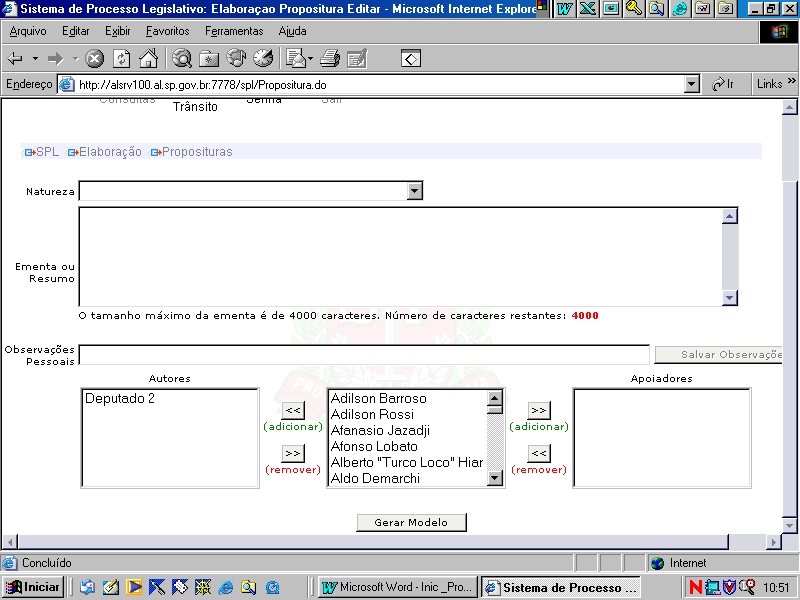 Sistema de Processo Legislativo: Elaboraçao Propositura Editar - Microsoft Internet Explore
Arquivo Editar Exibir Favoritos Ferramentas Ajuda
Endereço http://alsrv100.al.sp.gov.br:7778/spl/Propositura.do Ir Links »
Consultas Trânsito Senha Sair
SPL Elaboração Proposituras
Natureza
Ementa ou
Resumo
O tamanho máximo da ementa é de 4000 caracteres. Número de caracteres restantes: 4000
Observações
Pessoais
Salvar Observaçõe
Autores
Apoiadores
Deputado 2
<<
(adicionar)
>>
(remover)
Adilson Barroso
Adilson Rossi
Afanasio Jazadji
Afonso Lobato
Alberto "Turco Loco" Hiar
Aldo Demarchi
>>
(adicionar)
<<
(remover)
Gerar Modelo
Concluído Internet
Iniciar Microsoft Word - Inic _Pro... Sistema de Processo ... 10:51